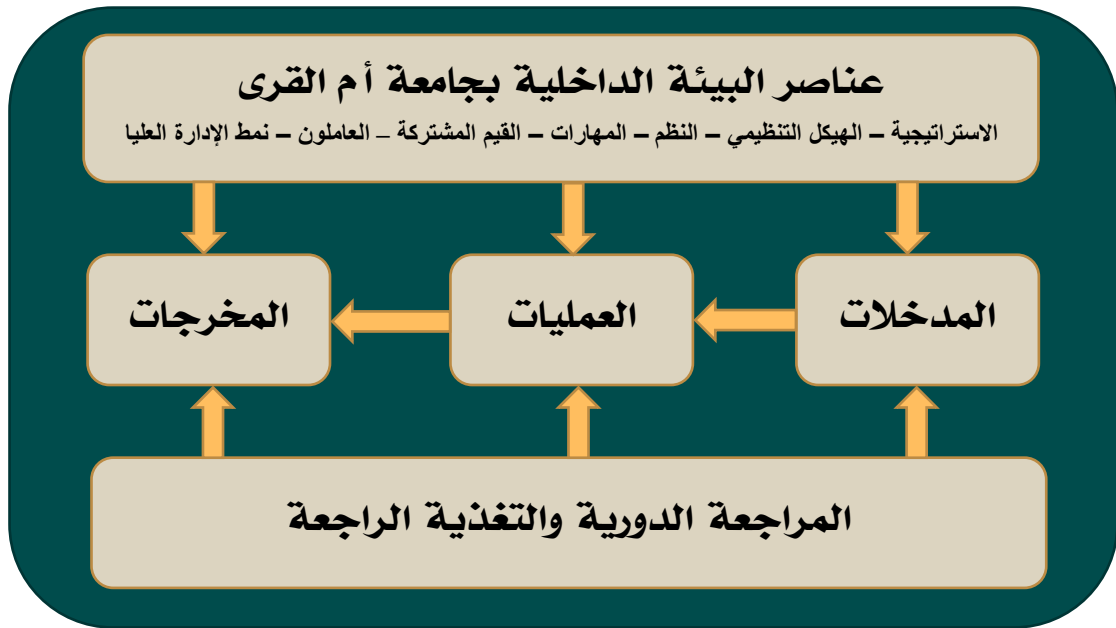 عناصر البيئة الداخلية بجامعة أم القرى
الاستراتيجية – الهيكل التنظيمي – النظم – المهارات – القيم المشتركة – العاملون – نمط الإدارة العليا
المدخلات
العمليات
المخرجات
المراجعة الدورية والتغذية الراجعة